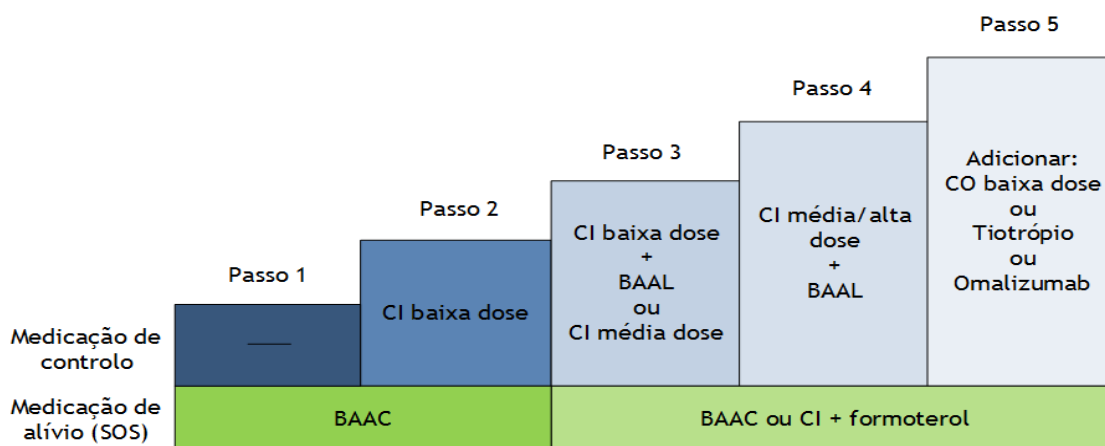 Passo 5
Passo 4
Passo 3
Passo 2
Passo 1
Medicação de
controlo
——
CI baixa dose
CI baixa dose
+
BAAL
ou
CI média dose
CI média/alta
dose
+
BAAL
Adicionar:
CO baixa dose
ou
Tiotrópio
ou
Omalizumab
Medicação de
alívio (SOS)
BAAC
BAAC ou CI + formoterol